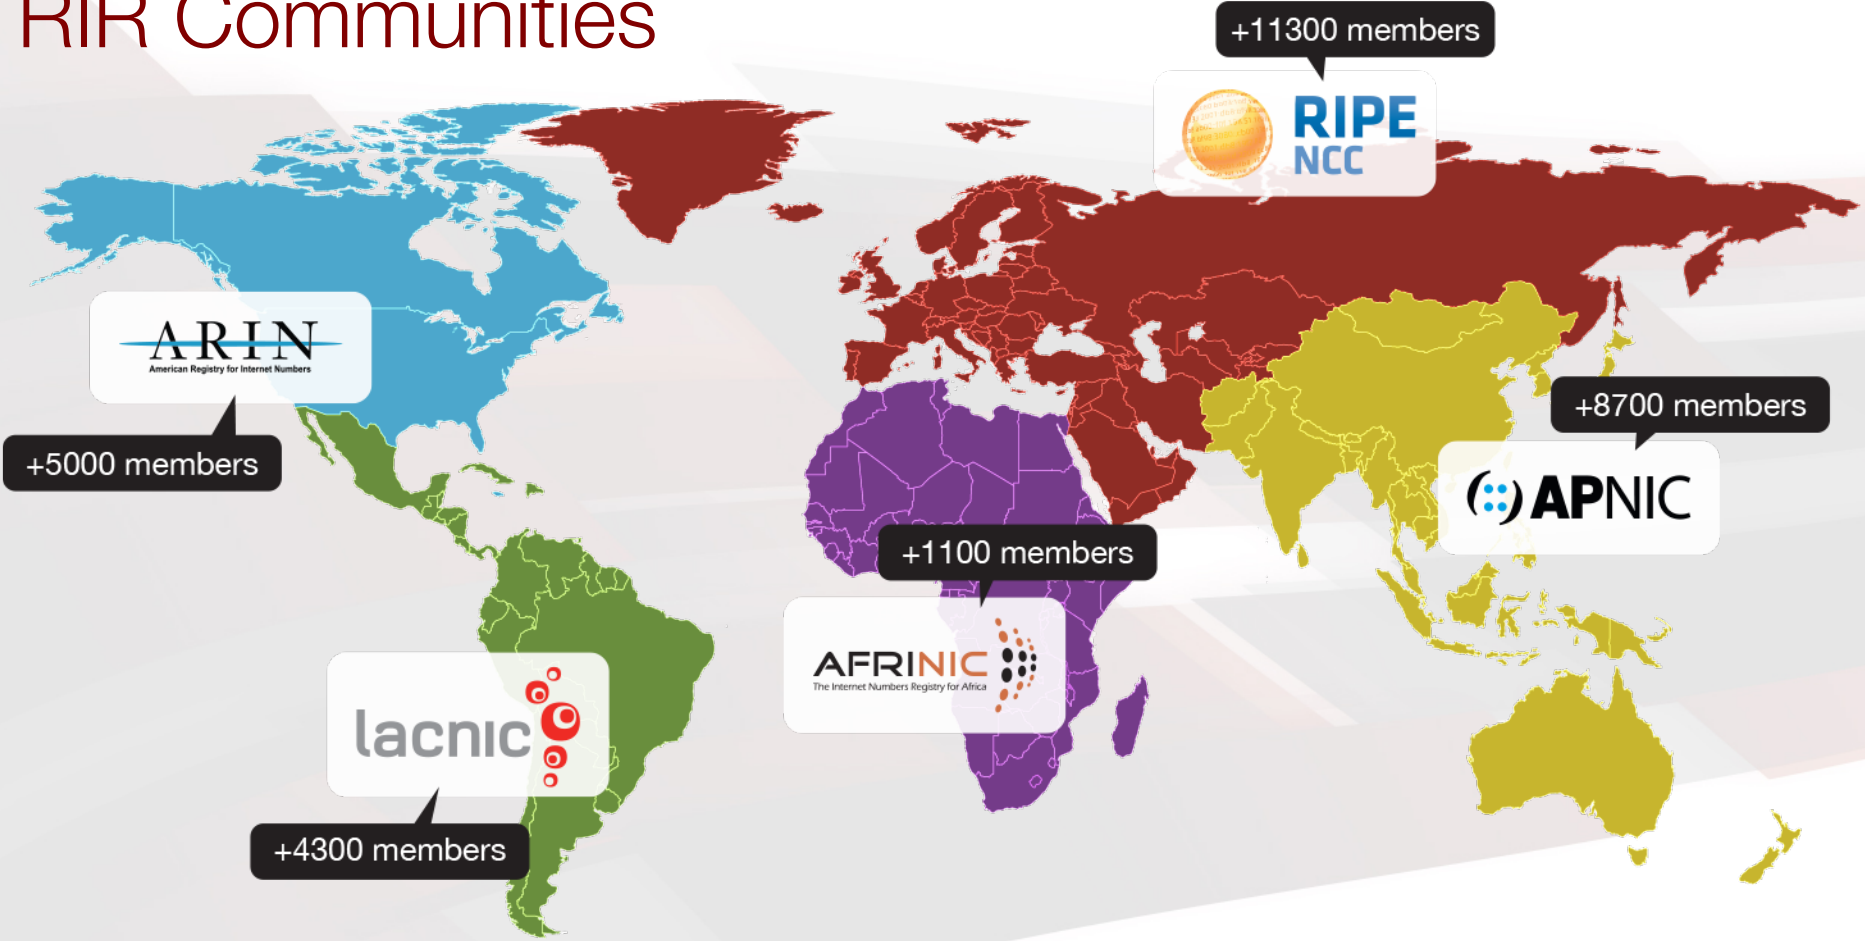 RIR Communities
+11300 members
RIPE
NCC
ARIN
American Registry for Internet Numbers
+5000 members
+8700 members
APNIC
+1100 members
AFRINIC
The Internet Numbers Registry for Africa
lacnic
+4300 members